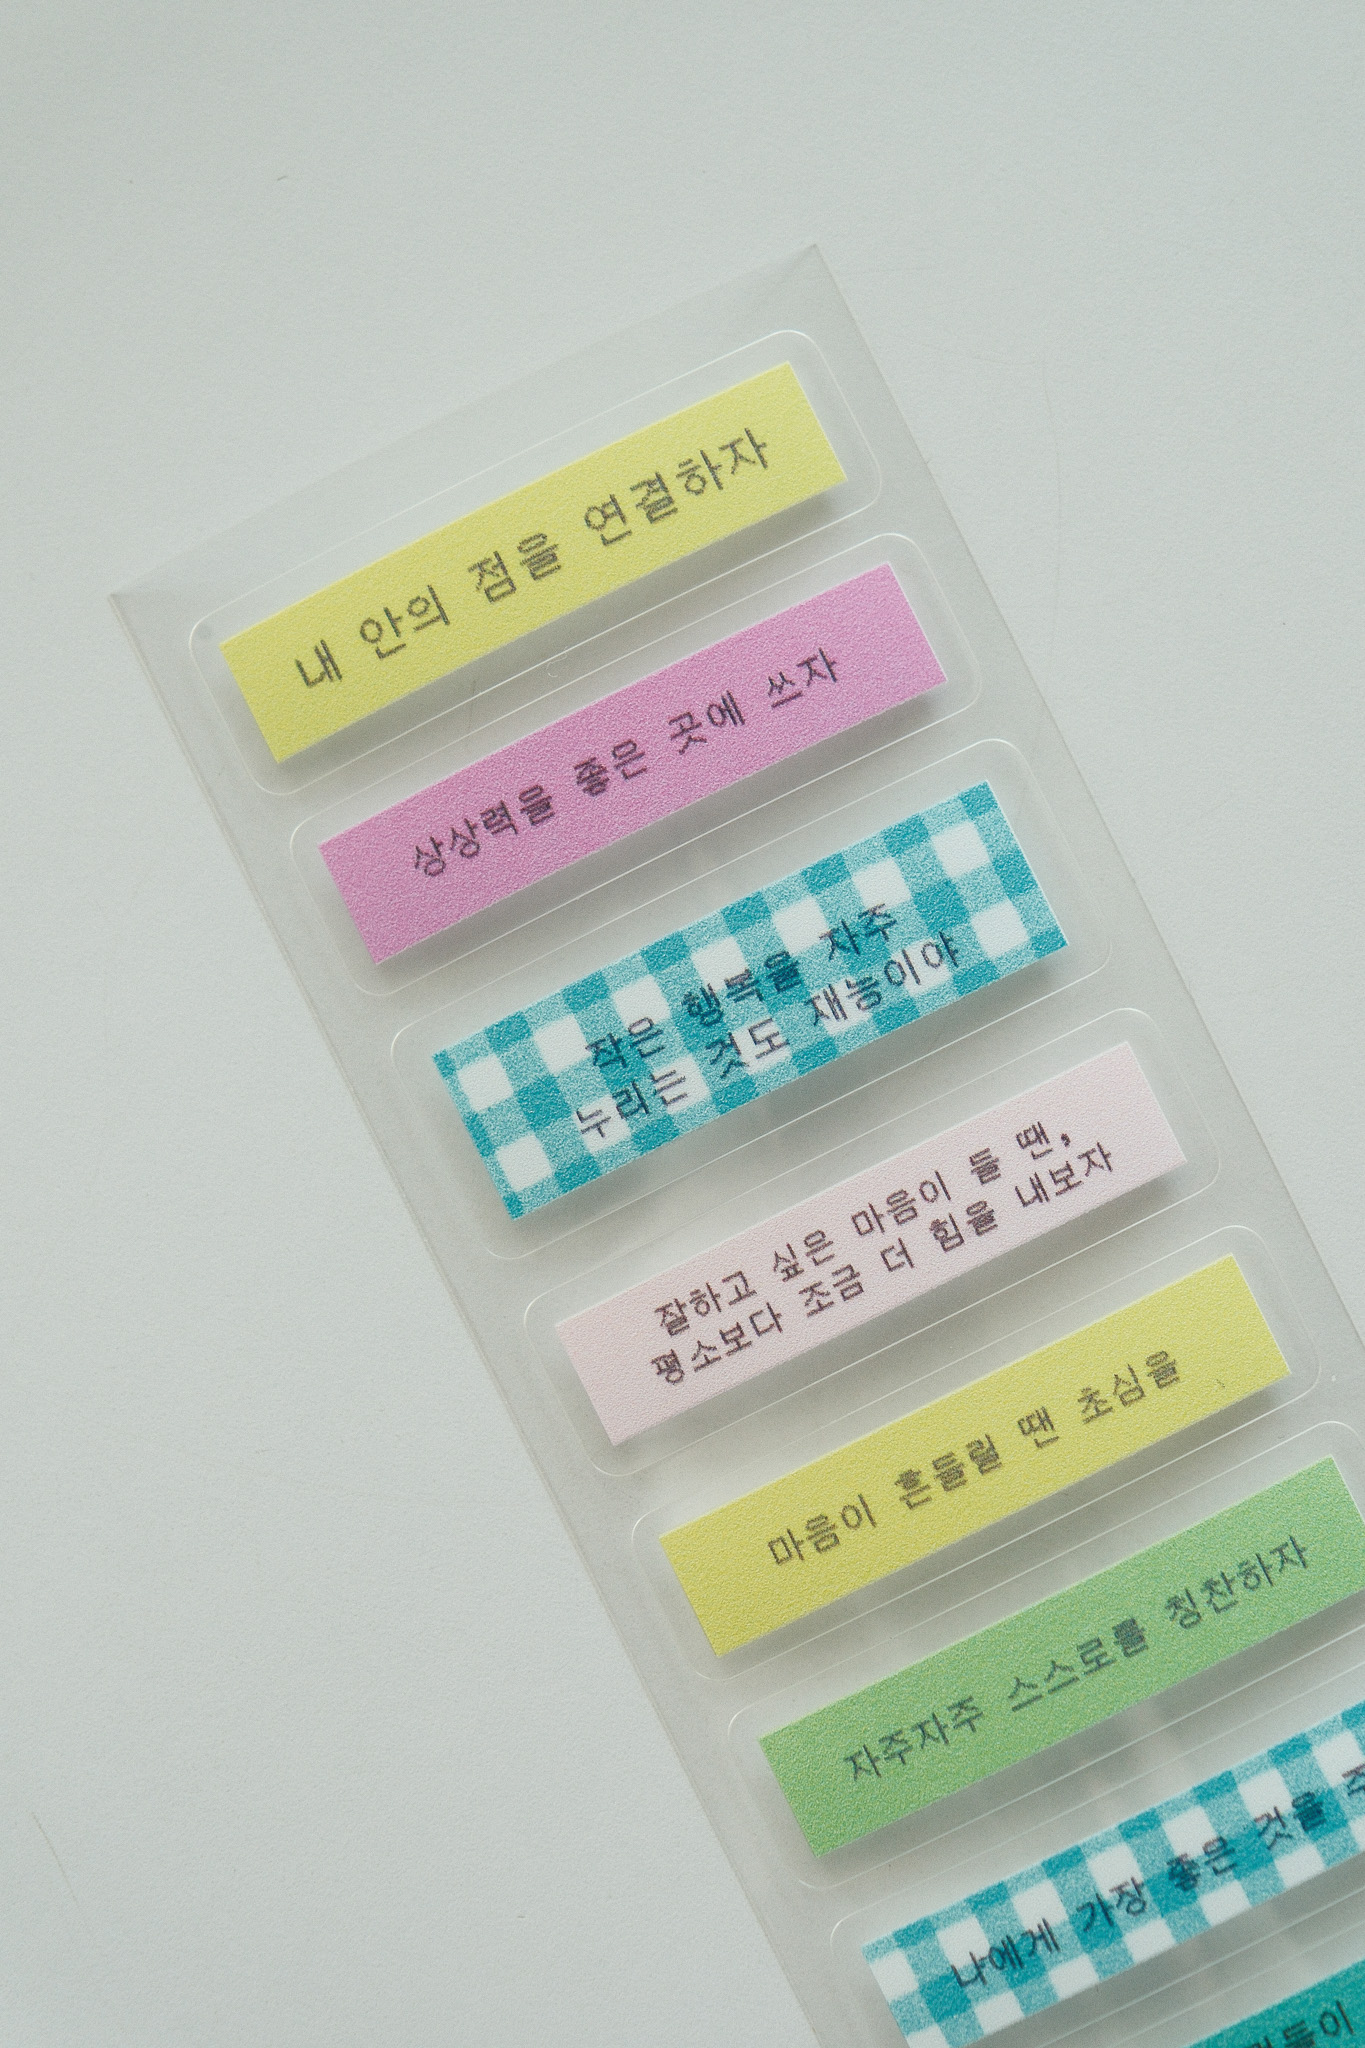 내 안의 점을 연결하자
상상력을 좋은 곳에 쓰자
작은 행복을 자주
누리는 것도 재능이야
잘하고 싶은 마음이 들 땐,
평소보다 조금 더 힘을 내보자
마음이 흔들릴 땐 초심을
자주자주 스스로를 칭찬하자
나에게 가장 좋은 것을